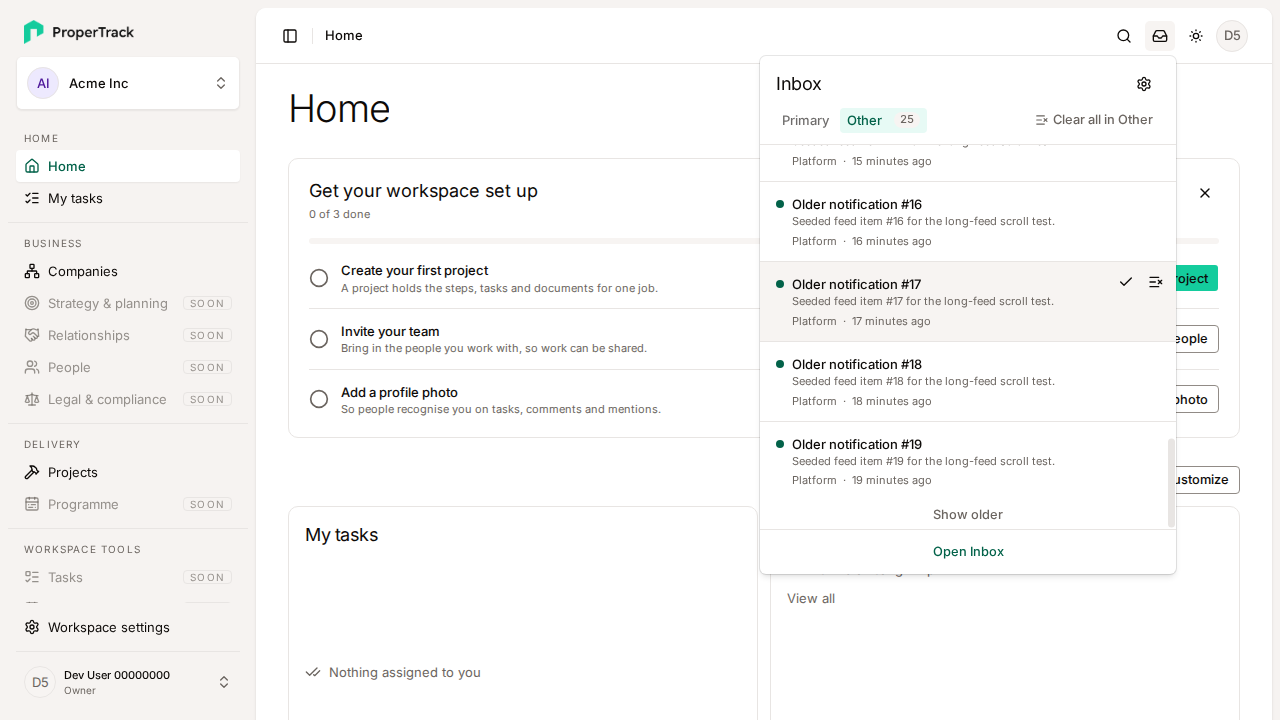 ProperTrack
AI Acme Inc
HOME
Home
My tasks
BUSINESS
Companies
Strategy & planning SOON
Relationships SOON
People SOON
Legal & compliance SOON
DELIVERY
Projects
Programme SOON
WORKSPACE TOOLS
Tasks SOON
Workspace settings
D5 Dev User 00000000
Owner
Home
D5
Home
Get your workspace set up
0 of 3 done
Create your first project
A project holds the steps, tasks and documents for one job.
Invite your team
Bring in the people you work with, so work can be shared.
Add a profile photo
So people recognise you on tasks, comments and mentions.
My tasks
Nothing assigned to you
View all
Inbox
Primary Other 25 Clear all in Other
Platform · 15 minutes ago
Older notification #16
Seeded feed item #16 for the long-feed scroll test.
Platform · 16 minutes ago
Older notification #17
Seeded feed item #17 for the long-feed scroll test.
Platform · 17 minutes ago
Older notification #18
Seeded feed item #18 for the long-feed scroll test.
Platform · 18 minutes ago
Older notification #19
Seeded feed item #19 for the long-feed scroll test.
Platform · 19 minutes ago
Show older
Open Inbox
photo